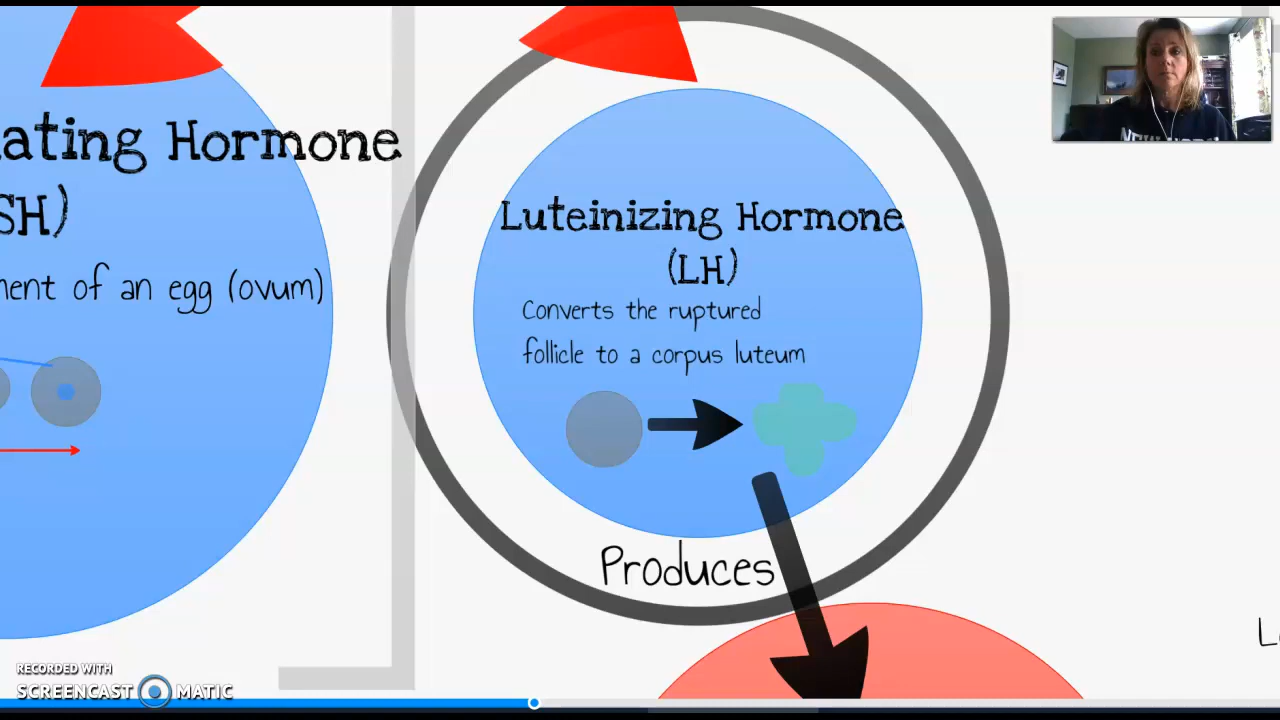 ating Hormone
SH)
ment of an egg (ovum)
Luteinizing Hormone
(LH)
Converts the ruptured
follicle to a corpus luteum
Produces
RECORDED WITH
SCREENCAST MATIC